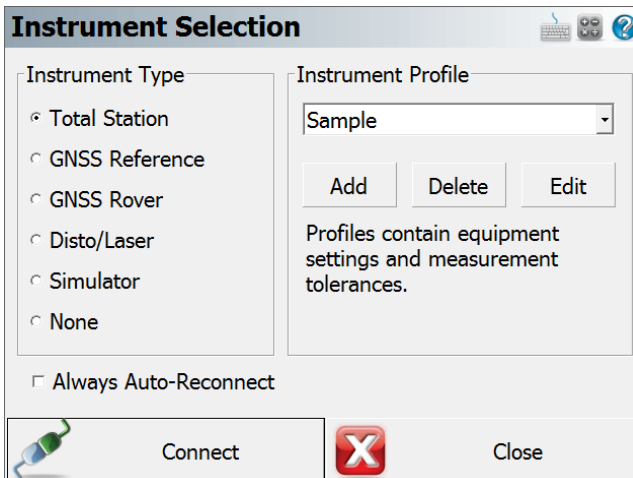 Instrument Selection
Instrument Type
Total Station
GNSS Reference
GNSS Rover
Disto/Laser
Simulator
None
Instrument Profile
Sample
Add
Delete
Edit
Profiles contain equipment
settings and measurement
tolerances.
Always Auto-Reconnect
Connect
Close